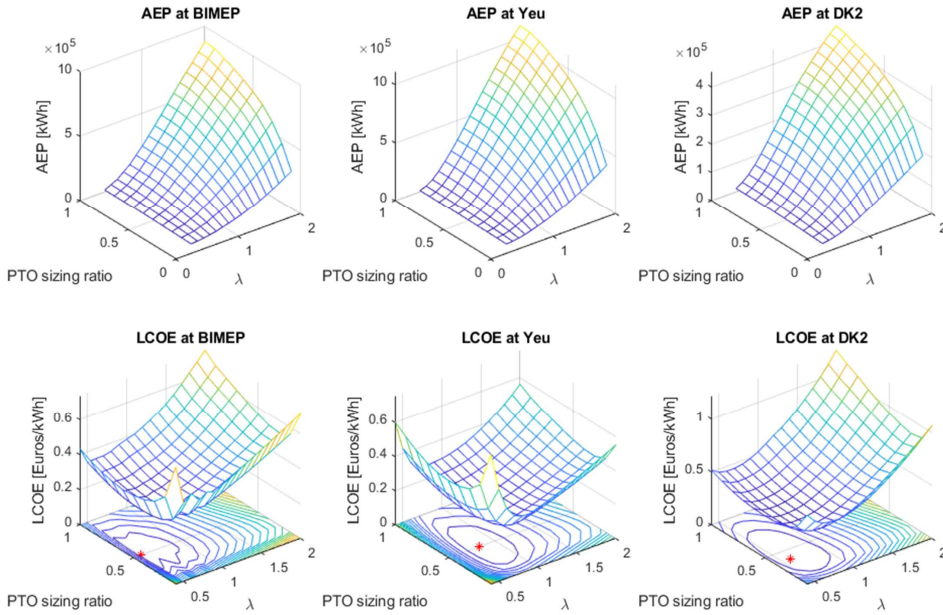 AEP at BIMEP
×10⁵
10
5
0
AEP [kWh]
1
0.5
0
PTO sizing ratio
0
1
2
λ
AEP at Yeu
×10⁵
10
5
0
AEP [kWh]
1
0.5
0
PTO sizing ratio
0
1
2
λ
AEP at DK2
×10⁵
4
3
2
1
0
AEP [kWh]
1
0.5
0
PTO sizing ratio
0
1
2
λ
LCOE at BIMEP
0.6
0.4
0.2
0
LCOE [Euros/kWh]
1
0.5
PTO sizing ratio
0.5
1
1.5
2
λ
LCOE at Yeu
0.6
0.4
0.2
0
LCOE [Euros/kWh]
1
0.5
PTO sizing ratio
0.5
1
1.5
2
λ
LCOE at DK2
1
0.5
0
LCOE [Euros/kWh]
1
0.5
PTO sizing ratio
0.5
1
1.5
2
λ